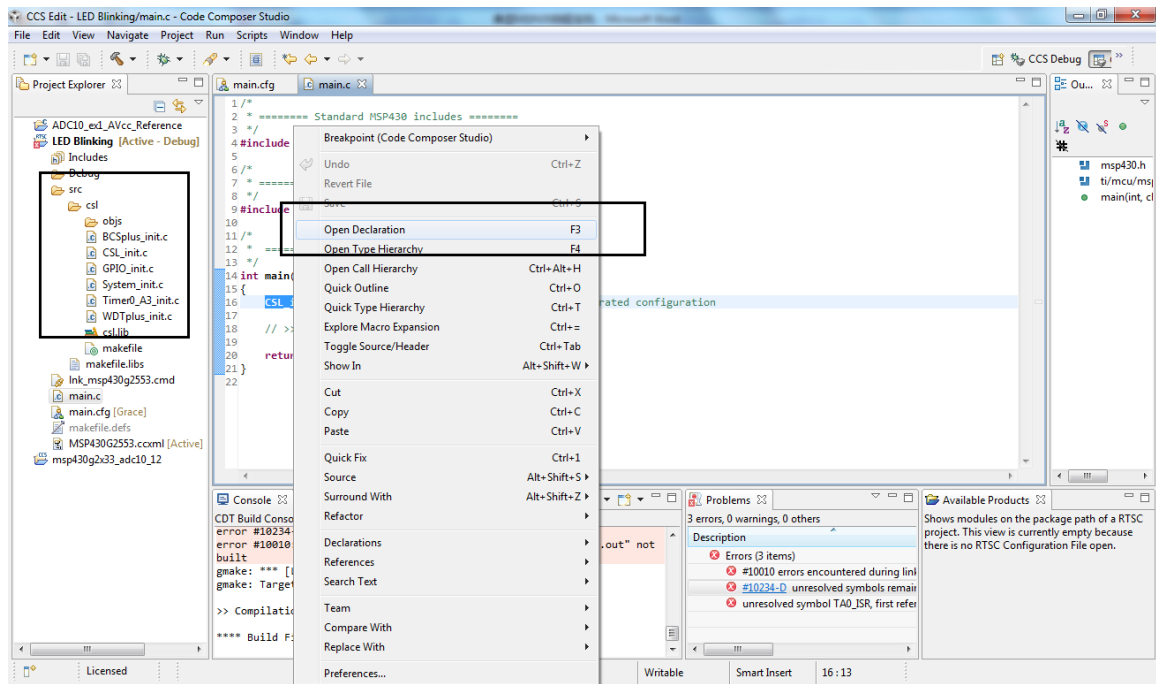 CCS Edit - LED Blinking/main.c - Code Composer Studio
File Edit View Navigate Project Run Scripts Window Help
CCS Debug
Project Explorer
ADC10_ex1_AVcc_Reference
LED Blinking [Active - Debug]
Includes
Debug
src
csl
objs
BCSplus_init.c
CSL_init.c
GPIO_init.c
System_init.c
Timer0_A3_init.c
WDTplus_init.c
csl.lib
makefile
makefile.libs
lnk_msp430g2553.cmd
main.c
main.cfg [Grace]
makefile.defs
MSP430G2553.ccxml [Active]
msp430g2x33_adc10_12
main.cfg main.c
1 /*
2 * ======== Standard MSP430 includes ========
3 */
4 #include
5
6 /*
7 * =====
8 */
9 #include
10
11 /*
12 * ====
13 */
14 int main(
15 {
16 CSL_i rated configuration
17
18 // >>
19
20 retur
21 }
22
Breakpoint (Code Composer Studio)
Undo Ctrl+Z
Revert File
Save Ctrl+S
Open Declaration F3
Open Type Hierarchy F4
Open Call Hierarchy Ctrl+Alt+H
Quick Outline Ctrl+O
Quick Type Hierarchy Ctrl+T
Explore Macro Expansion Ctrl+=
Toggle Source/Header Ctrl+Tab
Show In Alt+Shift+W
Cut Ctrl+X
Copy Ctrl+C
Paste Ctrl+V
Quick Fix Ctrl+1
Source Alt+Shift+S
Surround With Alt+Shift+Z
Refactor
Declarations
References
Search Text
Team
Compare With
Replace With
Preferences...
Ou...
msp430.h
ti/mcu/msp
main(int, cl
Console
CDT Build Conso
error #10234-
error #10010: .out" not
built
gmake: *** [L
gmake: Target
>> Compilatio
**** Build Fi
Problems
3 errors, 0 warnings, 0 others
Description
Errors (3 items)
#10010 errors encountered during link
#10234-D unresolved symbols remain
unresolved symbol TA0_ISR, first refer
Available Products
Shows modules on the package path of a RTSC
project. This view is currently empty because
there is no RTSC Configuration File open.
Licensed Writable Smart Insert 16 : 13